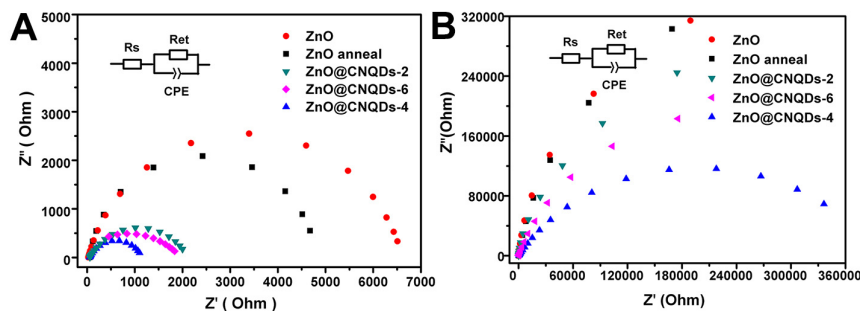 A
Rs
Ret
CPE
ZnO
ZnO anneal
ZnO@CNQDs-2
ZnO@CNQDs-6
ZnO@CNQDs-4
Z'' ( Ohm )
5000
4000
3000
2000
1000
0
0 1000 2000 3000 4000 5000 6000 7000
Z' ( Ohm )
B
Rs
Ret
CPE
ZnO
ZnO anneal
ZnO@CNQDs-2
ZnO@CNQDs-6
ZnO@CNQDs-4
Z''(Ohm)
320000
240000
160000
80000
0
0 60000 120000 180000 240000 300000 360000
Z' (Ohm)